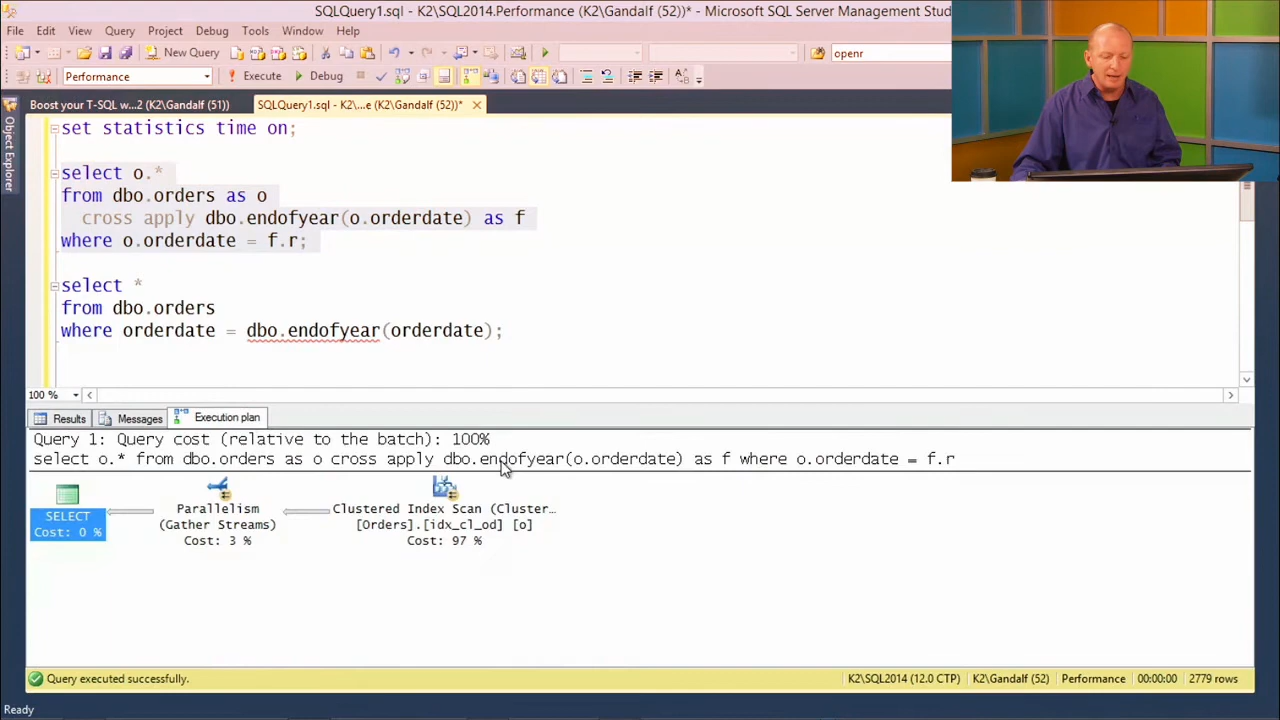 SQLQuery1.sql - K2\SQL2014.Performance (K2\Gandalf (52))* - Microsoft SQL Server Management Stud
File Edit View Query Project Debug Tools Window Help
New Query
openr
Performance
Execute
Debug
Object Explorer
Boost your T-SQL w...2 (K2\Gandalf (51))
SQLQuery1.sql - K2\...e (K2\Gandalf (52))*
set statistics time on;
select o.*
from dbo.orders as o
cross apply dbo.endofyear(o.orderdate) as f
where o.orderdate = f.r;
select *
from dbo.orders
where orderdate = dbo.endofyear(orderdate);
100 %
Results Messages Execution plan
Query 1: Query cost (relative to the batch): 100%
select o.* from dbo.orders as o cross apply dbo.endofyear(o.orderdate) as f where o.orderdate = f.r
SELECT
Cost: 0 %
Parallelism
(Gather Streams)
Cost: 3 %
Clustered Index Scan (Cluster...
[Orders].[idx_cl_od] [o]
Cost: 97 %
Query executed successfully.
K2\SQL2014 (12.0 CTP) K2\Gandalf (52) Performance 00:00:00 2779 rows
Ready